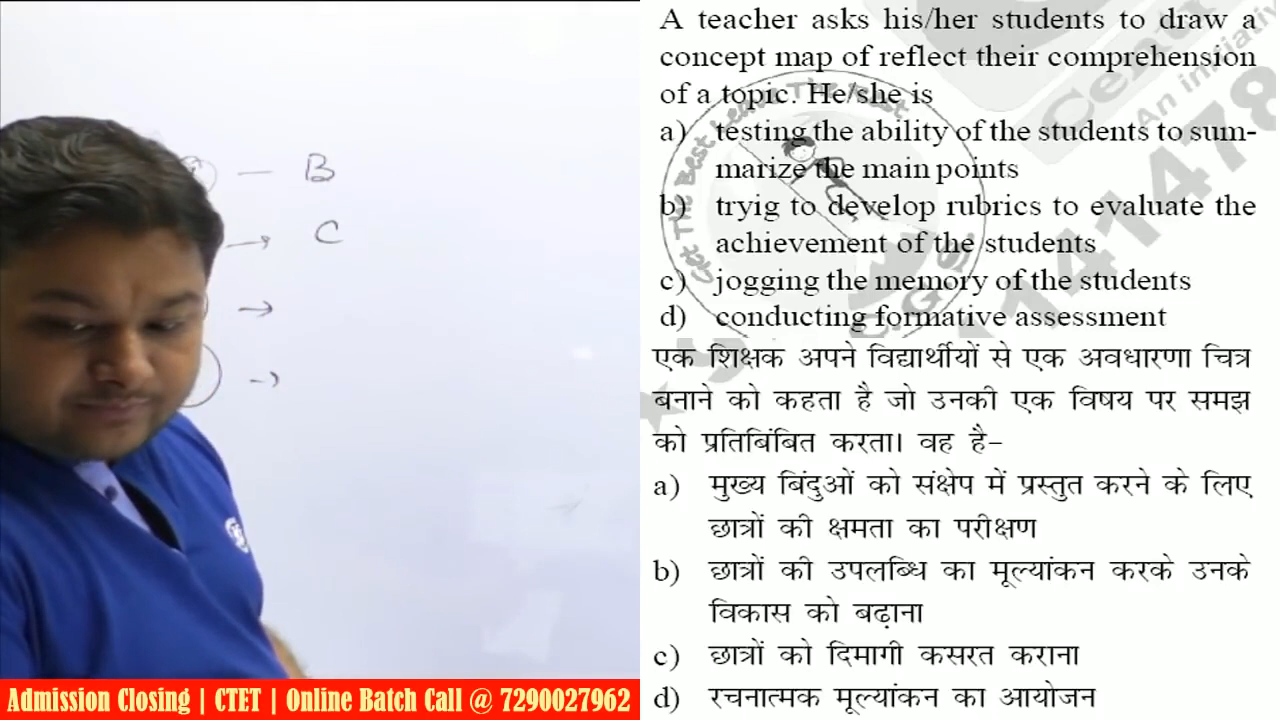 B
C
A teacher asks his/her students to draw a
concept map of reflect their comprehension
of a topic. He/she is
a) testing the ability of the students to sum-
marize the main points
b) tryig to develop rubrics to evaluate the
achievement of the students
c) jogging the memory of the students
d) conducting formative assessment
एक शिक्षक अपने विद्यार्थीयों से एक अवधारणा चित्र
बनाने को कहता है जो उनकी एक विषय पर समझ
को प्रतिबिंबित करता। वह है–
a) मुख्य बिंदुओं को संक्षेप में प्रस्तुत करने के लिए
छात्रों की क्षमता का परीक्षण
b) छात्रों की उपलब्धि का मूल्यांकन करके उनके
विकास को बढ़ाना
c) छात्रों को दिमागी कसरत कराना
d) रचनात्मक मूल्यांकन का आयोजन
Admission Closing | CTET | Online Batch Call @ 7290027962